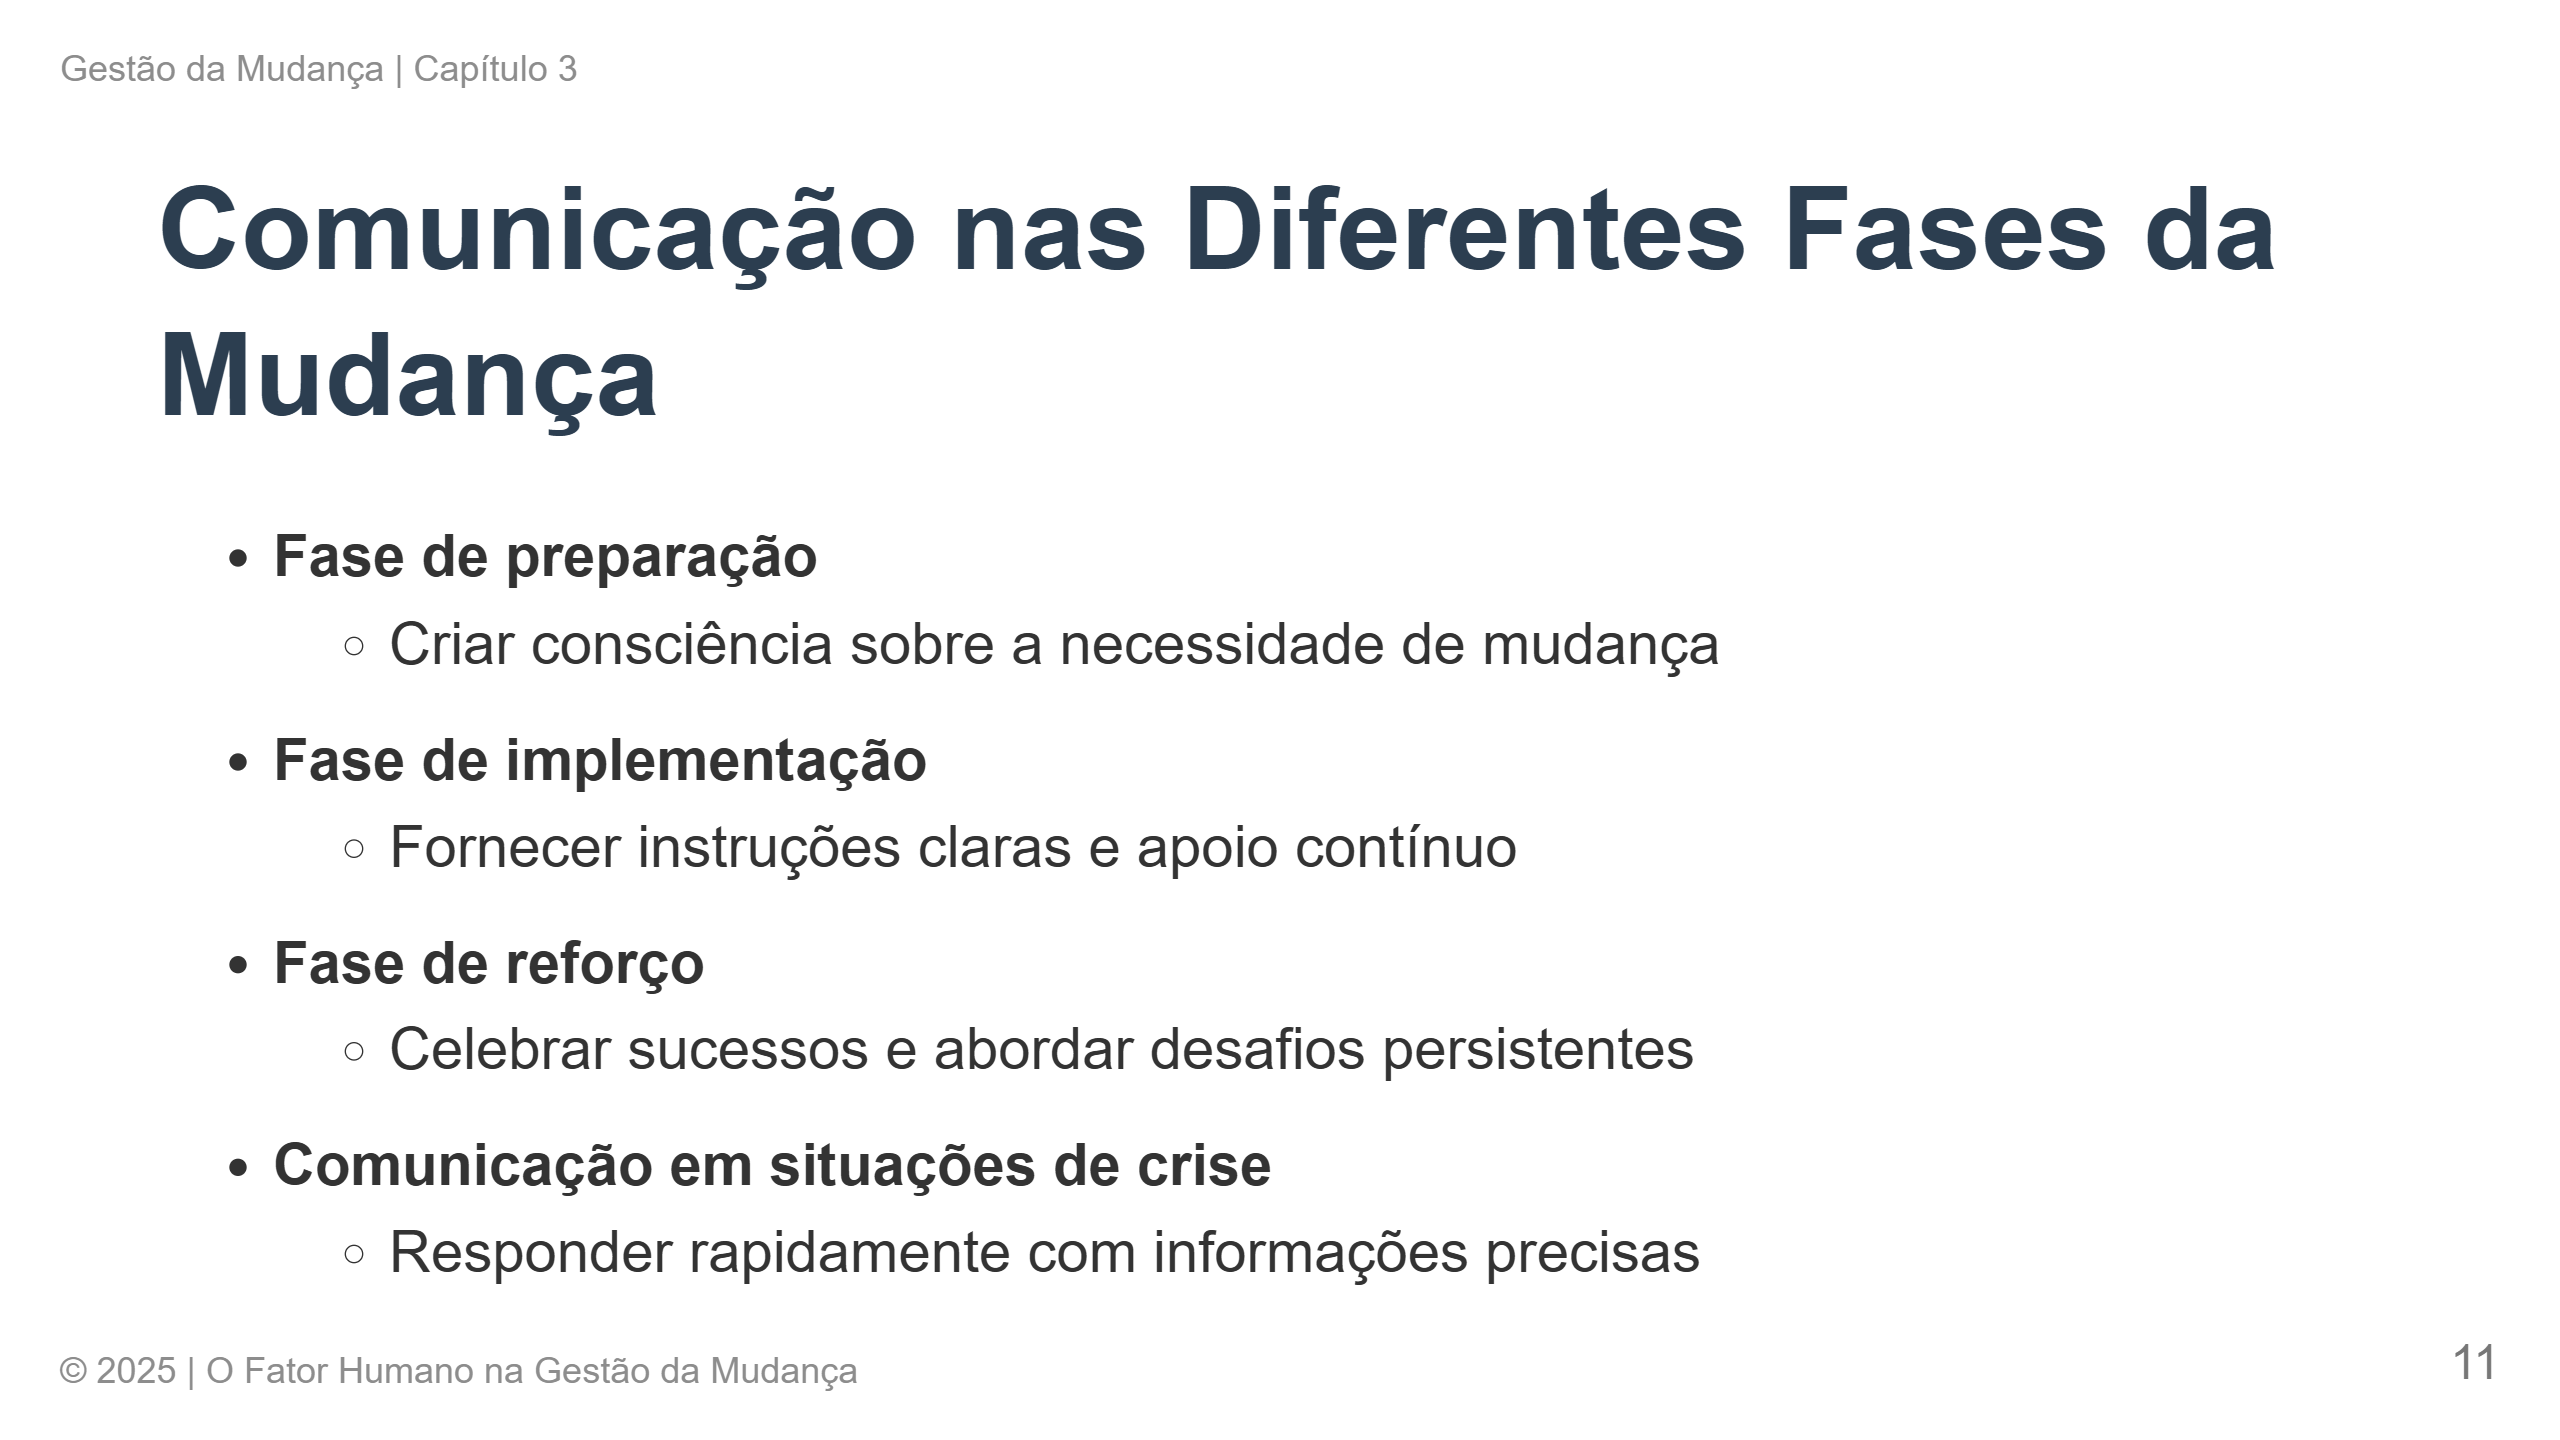 Gestão da Mudança | Capítulo 3
Comunicação nas Diferentes Fases da
Mudança
• Fase de preparação
◦ Criar consciência sobre a necessidade de mudança
• Fase de implementação
◦ Fornecer instruções claras e apoio contínuo
• Fase de reforço
◦ Celebrar sucessos e abordar desafios persistentes
• Comunicação em situações de crise
◦ Responder rapidamente com informações precisas
© 2025 | O Fator Humano na Gestão da Mudança
11